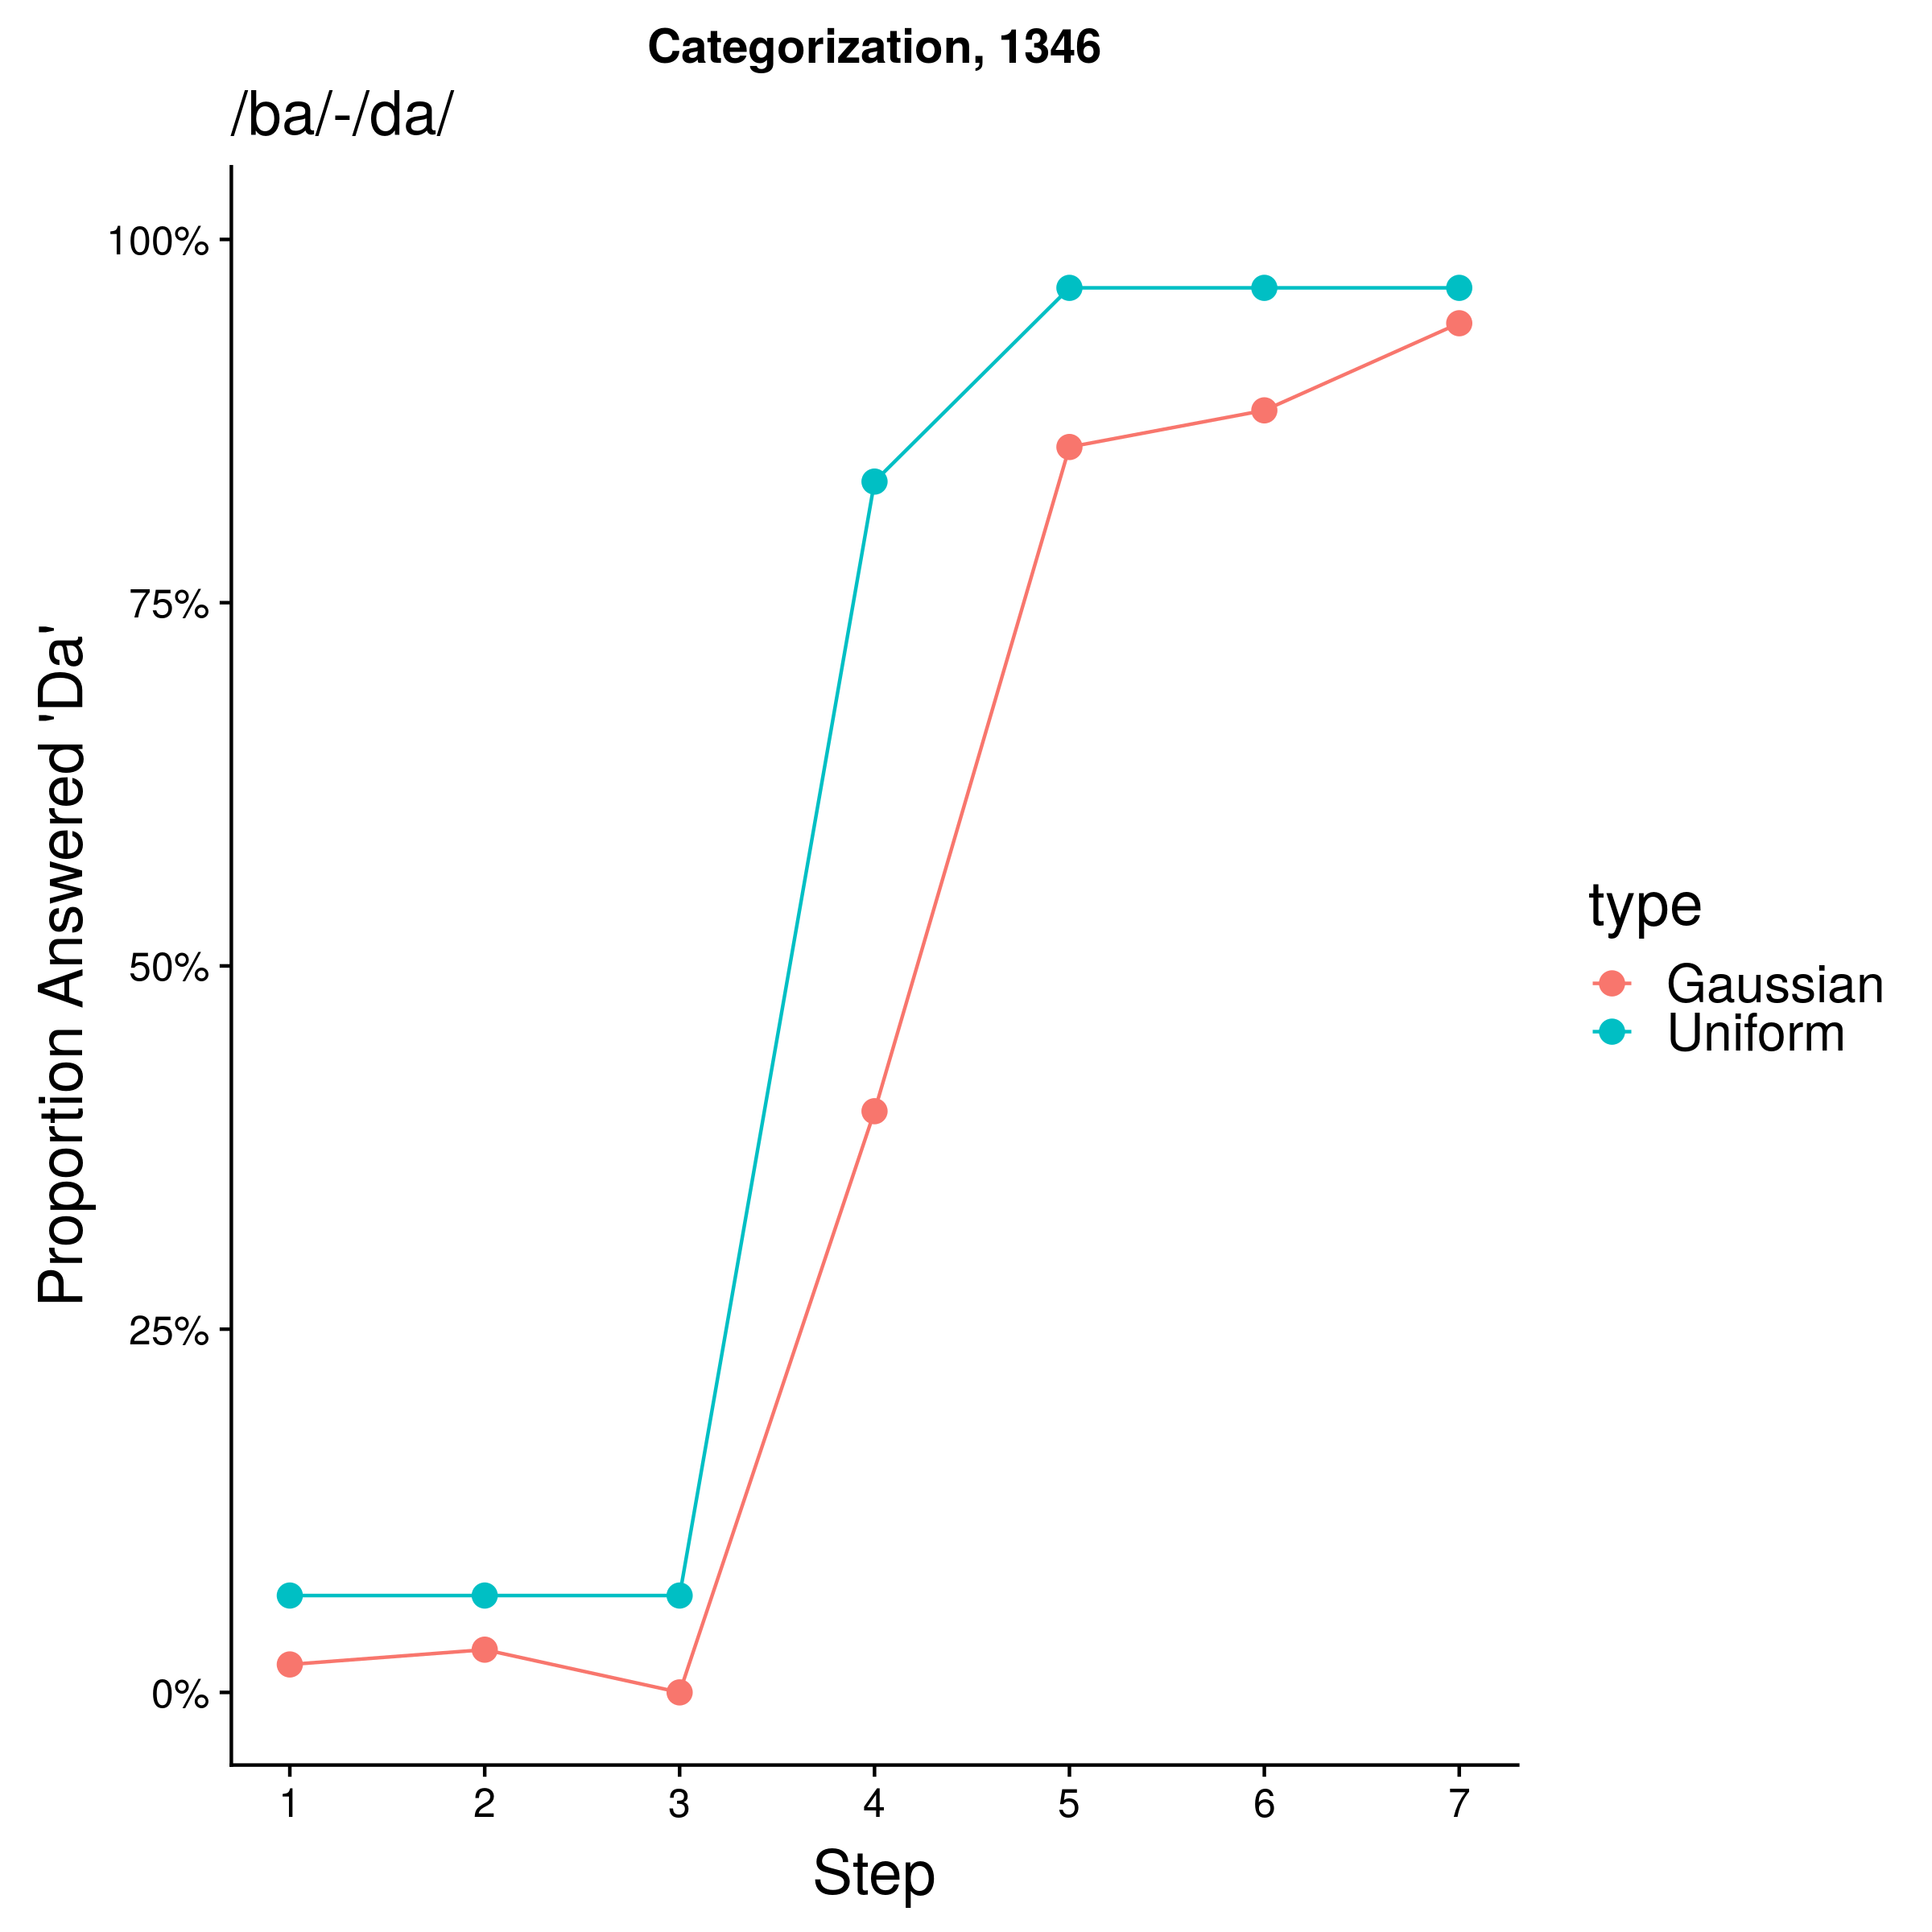 Categorization, 1346
/ba/-/da/
Proportion Answered 'Da'
100%
75%
50%
25%
0%
1 2 3 4 5 6 7
Step
type
Gaussian
Uniform